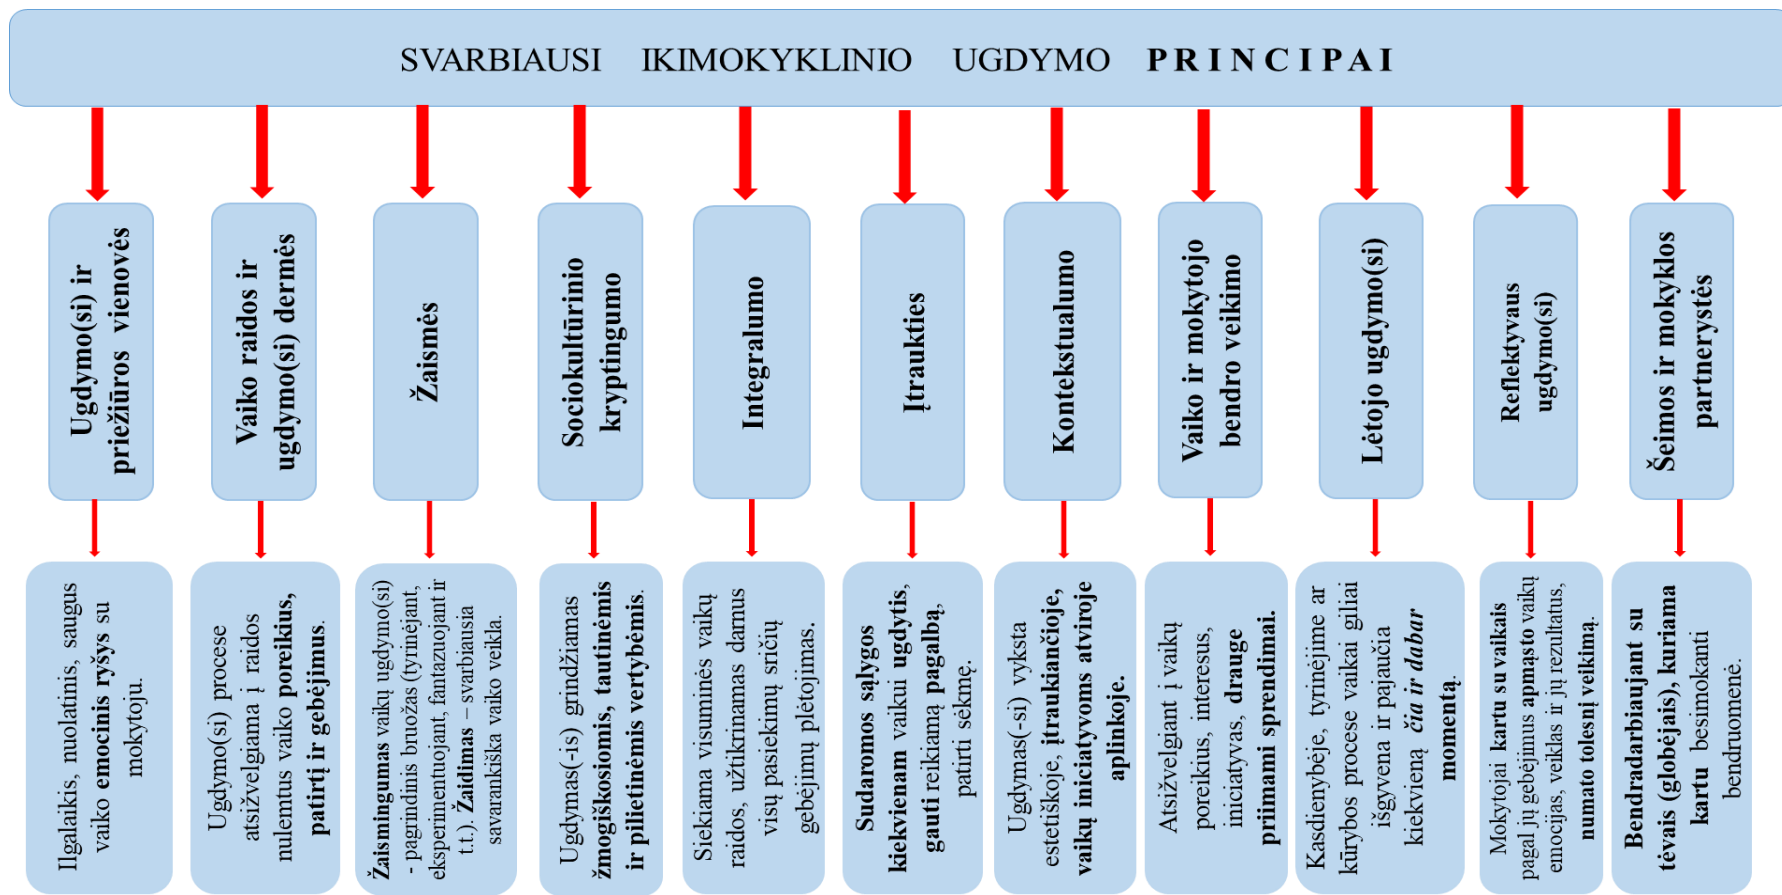 SVARBIAUSI IKIMOKYKLINIO UGDYMO PRINCIPAI
Ugdymo(si) ir
priežiūros vienovės
Vaiko raidos ir
ugdymo(si) dermės
Žaismės
Sociokultūrinio
kryptingumo
Integralumo
Įtraukties
Kontekstualumo
Vaiko ir mokytojo
bendro veikimo
Lėtojo ugdymo(si)
Reflektyvaus
ugdymo(si)
Šeimos ir mokyklos
partnerystės
Ilgalaikis, nuolatinis, saugus
vaiko emocinis ryšys su
mokytoju.
Ugdymo(si) procese
atsižvelgiama į raidos
nulemtus vaiko poreikius,
patirtį ir gebėjimus.
Žaismingumas vaikų ugdymo(si)
- pagrindinis bruožas (tyrinėjant,
eksperimentuojant, fantazuojant ir
t.t.). Žaidimas – svarbiausia
savarankiška vaiko veikla.
Ugdymas(-is) grindžiamas
žmogiškosiomis, tautinėmis
ir pilietinėmis vertybėmis.
Siekiama visuminės vaikų
raidos, užtikrinamas darnus
visų pasiekimų sričių
gebėjimų plėtojimas.
Sudaromos sąlygos
kiekvienam vaikui ugdytis,
gauti reikiamą pagalbą,
patirti sėkmę.
Ugdymas(-si) vyksta
estetiškoje, įtraukiančioje,
vaikų iniciatyvoms atviroje
aplinkoje.
Atsižvelgiant į vaikų
poreikius, interesus,
iniciatyvas, drauge
priimami sprendimai.
Kasdienybėje, tyrinėjime ar
kūrybos procese vaikai giliai
išgyvena ir pajaučia
kiekvieną čia ir dabar
momentą.
Mokytojai kartu su vaikais
pagal jų gebėjimus apmąsto vaikų
emocijas, veiklas ir jų rezultatus,
numato tolesnį veikimą.
Bendradarbiaujant su
tėvais (globėjais), kuriama
kartu besimokanti
bendruomenė.